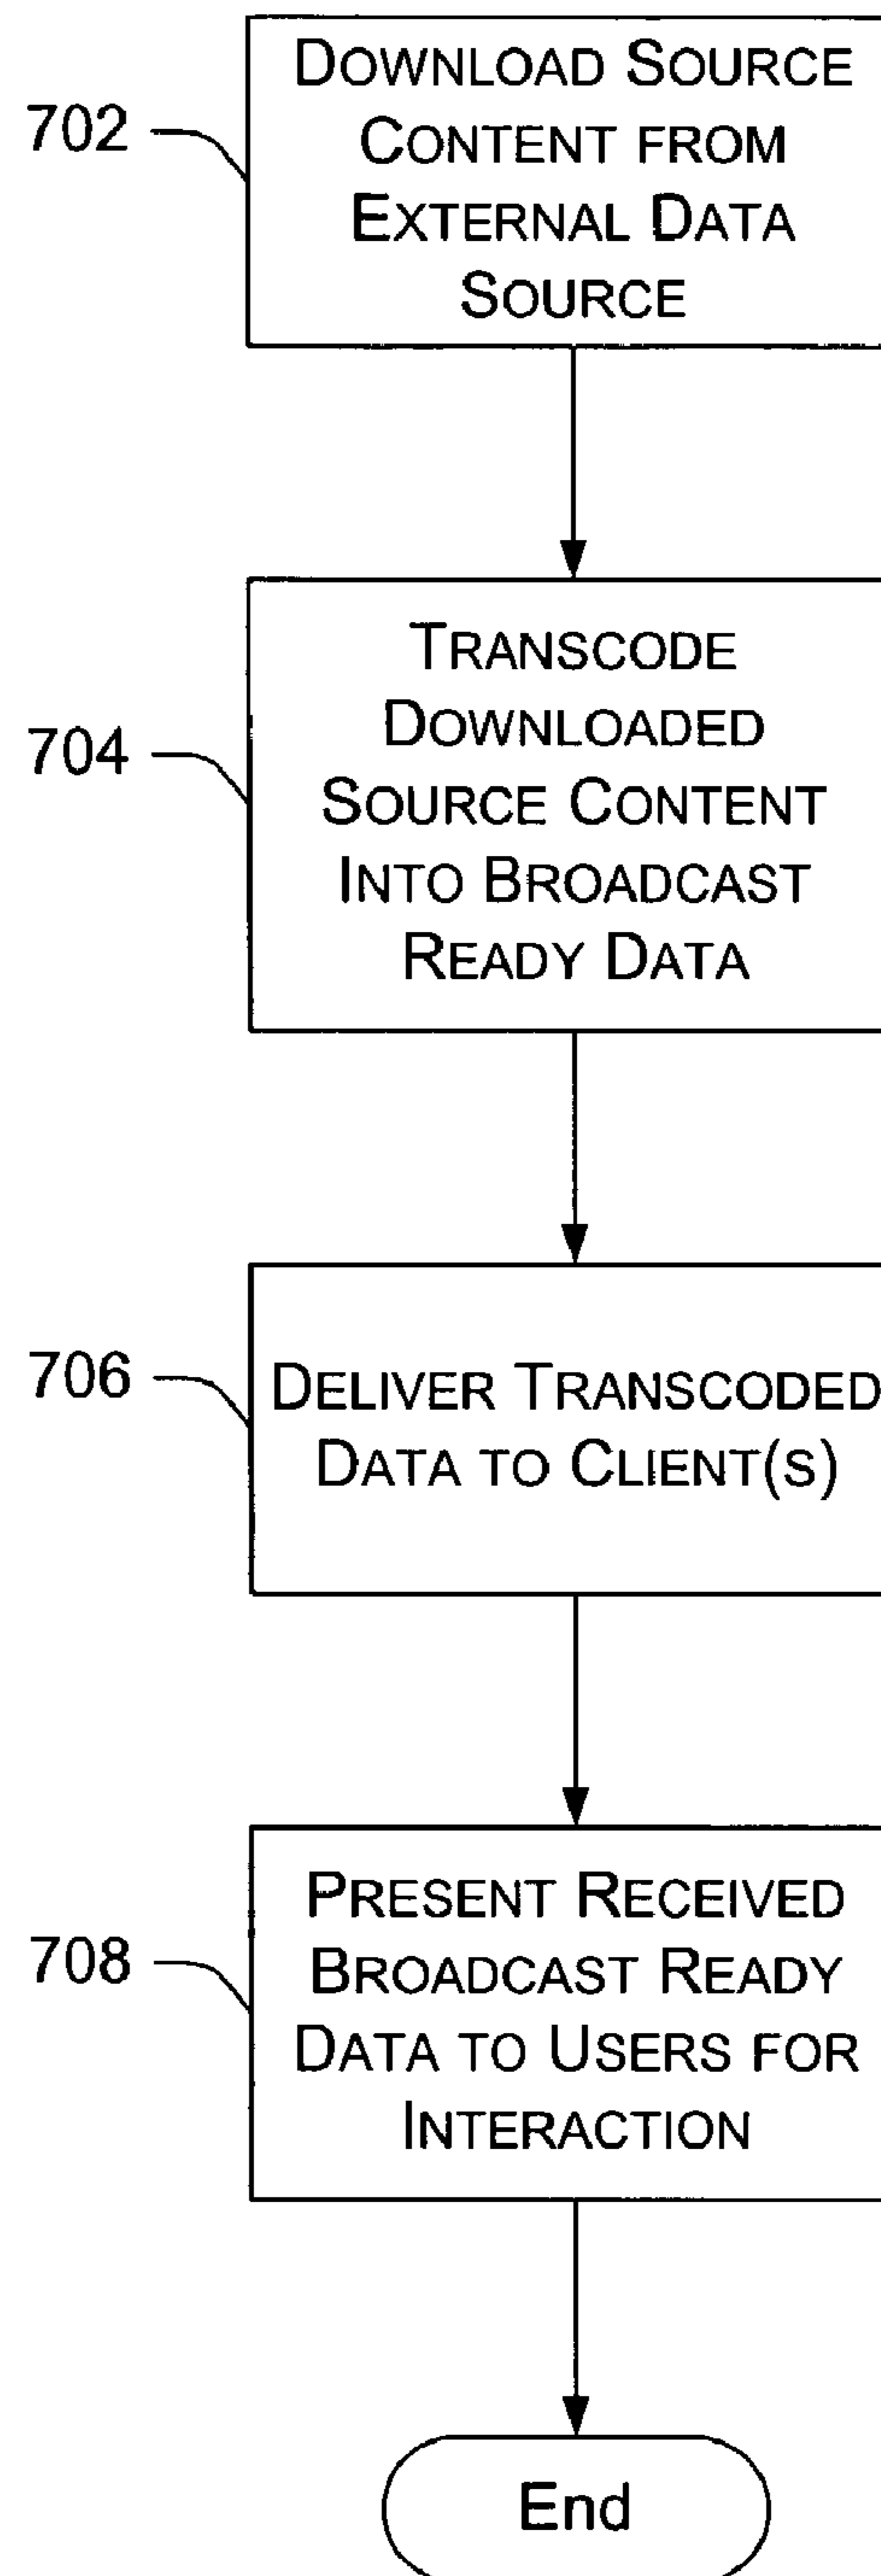 702
DOWNLOAD SOURCE
CONTENT FROM
EXTERNAL DATA
SOURCE
704
TRANSCODE
DOWNLOADED
SOURCE CONTENT
INTO BROADCAST
READY DATA
706
DELIVER TRANSCODED
DATA TO CLIENT(S)
708
PRESENT RECEIVED
BROADCAST READY
DATA TO USERS FOR
INTERACTION
End